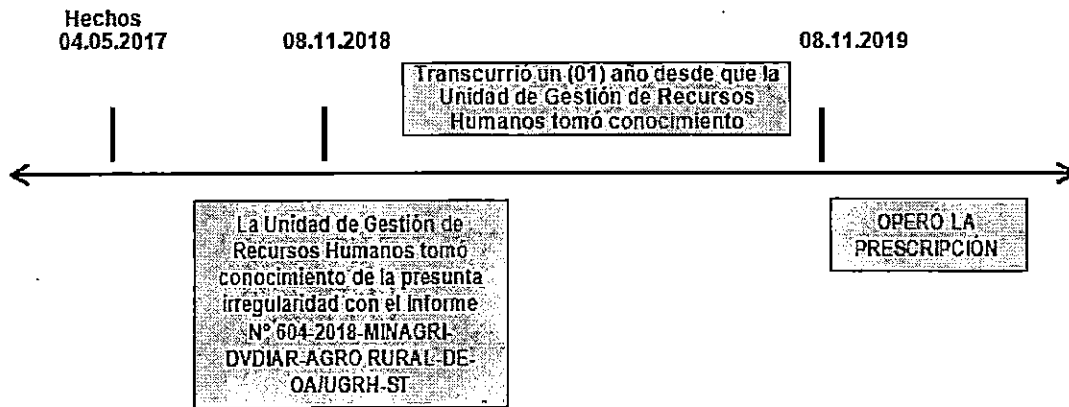 Hechos
04.05.2017
08.11.2018
08.11.2019
Transcurrió un (01) año desde que la
Unidad de Gestión de Recursos
Humanos tomó conocimiento
La Unidad de Gestión de
Recursos Humanos tomó
conocimiento de la presunta
irregularidad con el Informe
N° 604-2018-MINAGRI-
DVDIAR-AGRO RURAL-DE-
OA/UGRH-ST
OPERÓ LA
PRESCRIPCIÓN